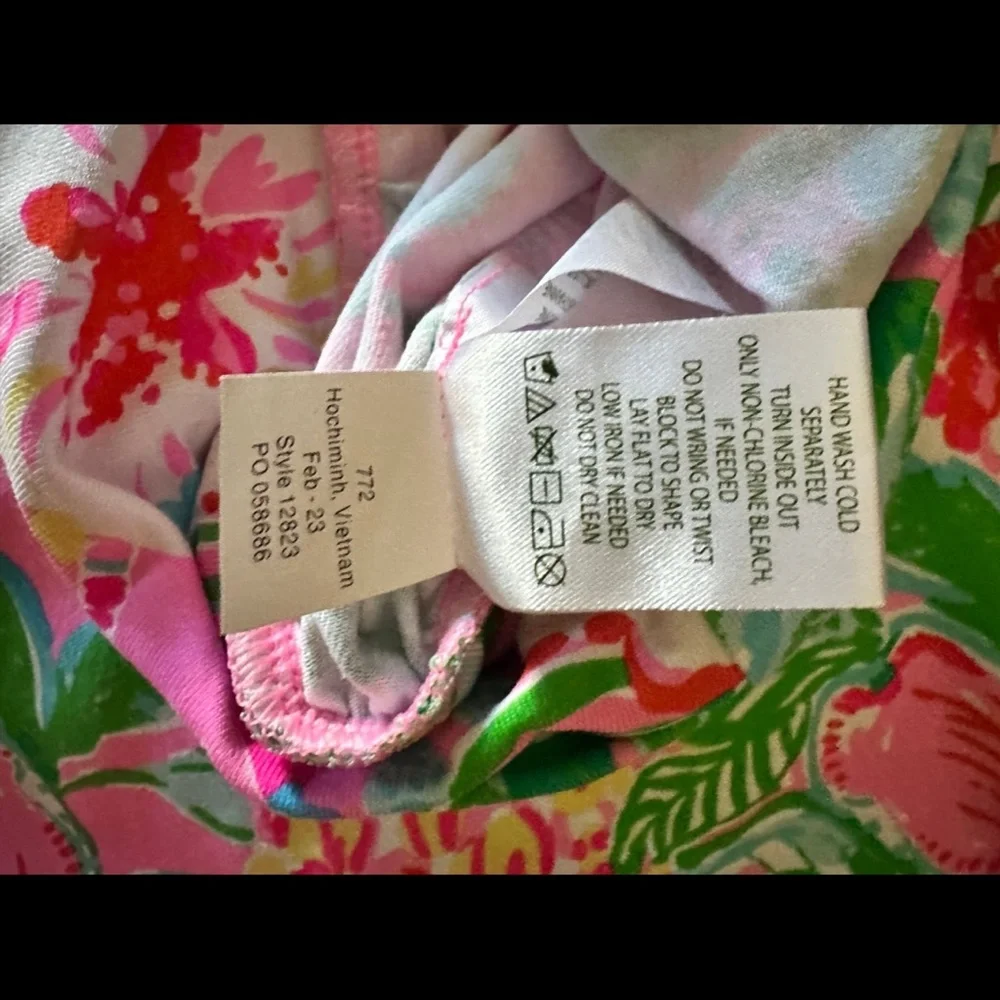 HAND WASH COLD
SEPARATELY
TURN INSIDE OUT
ONLY NON-CHLORINE BLEACH,
IF NEEDED
DO NOT WRING OR TWIST
BLOCK TO SHAPE
LAY FLAT TO DRY
LOW IRON IF NEEDED
DO NOT DRY CLEAN
772
Hochiminh, Vietnam
Feb - 23
Style 12823
PO 058686